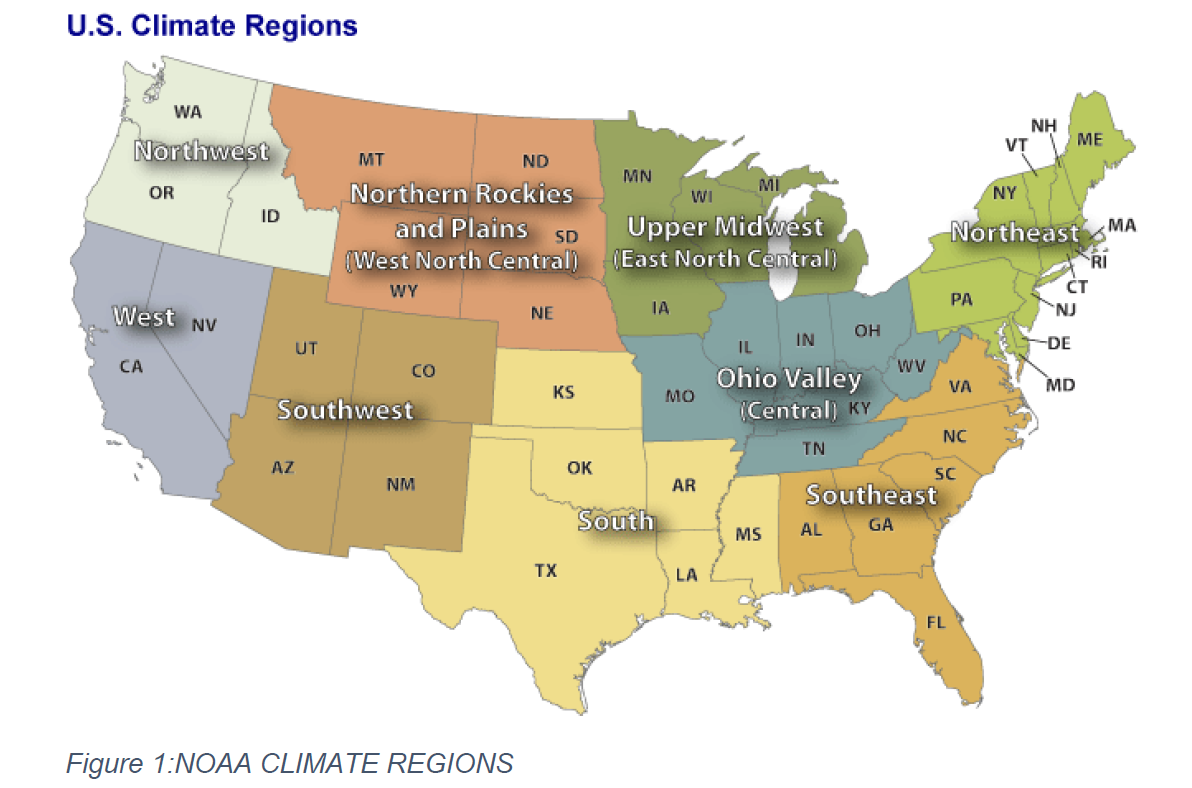 U.S. Climate Regions
WA
Northwest
OR
ID
MT
ND
Northern Rockies
and Plains
SD
(West North Central)
WY
NE
MN
WI
MI
Upper Midwest
(East North Central)
IA
NH
VT
ME
NY
MA
Northeast
RI
CT
PA
NJ
DE
MD
West
NV
CA
UT
CO
Southwest
AZ
NM
KS
OK
AR
South
TX
LA
MS
IL
IN
OH
WV
Ohio Valley
MO
(Central)
KY
TN
VA
NC
SC
Southeast
AL
GA
FL
Figure 1:NOAA CLIMATE REGIONS